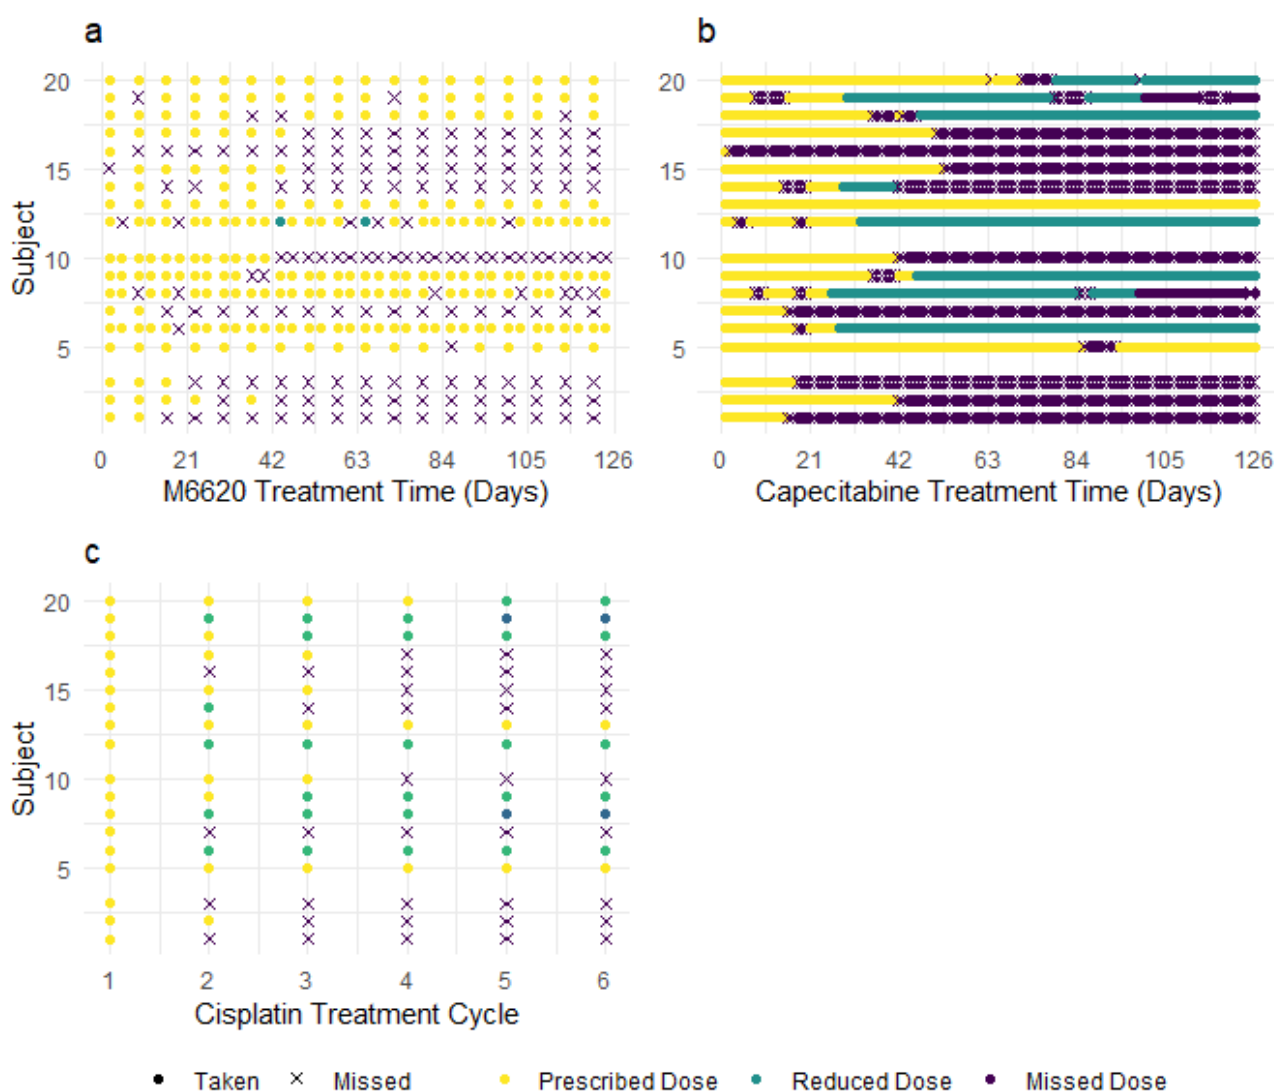 a
20
15
10
5
Subject
0 21 42 63 84 105 126
M6620 Treatment Time (Days)
b
20
15
10
5
0 21 42 63 84 105 126
Capecitabine Treatment Time (Days)
c
20
15
10
5
Subject
1 2 3 4 5 6
Cisplatin Treatment Cycle
Taken Missed Prescribed Dose Reduced Dose Missed Dose